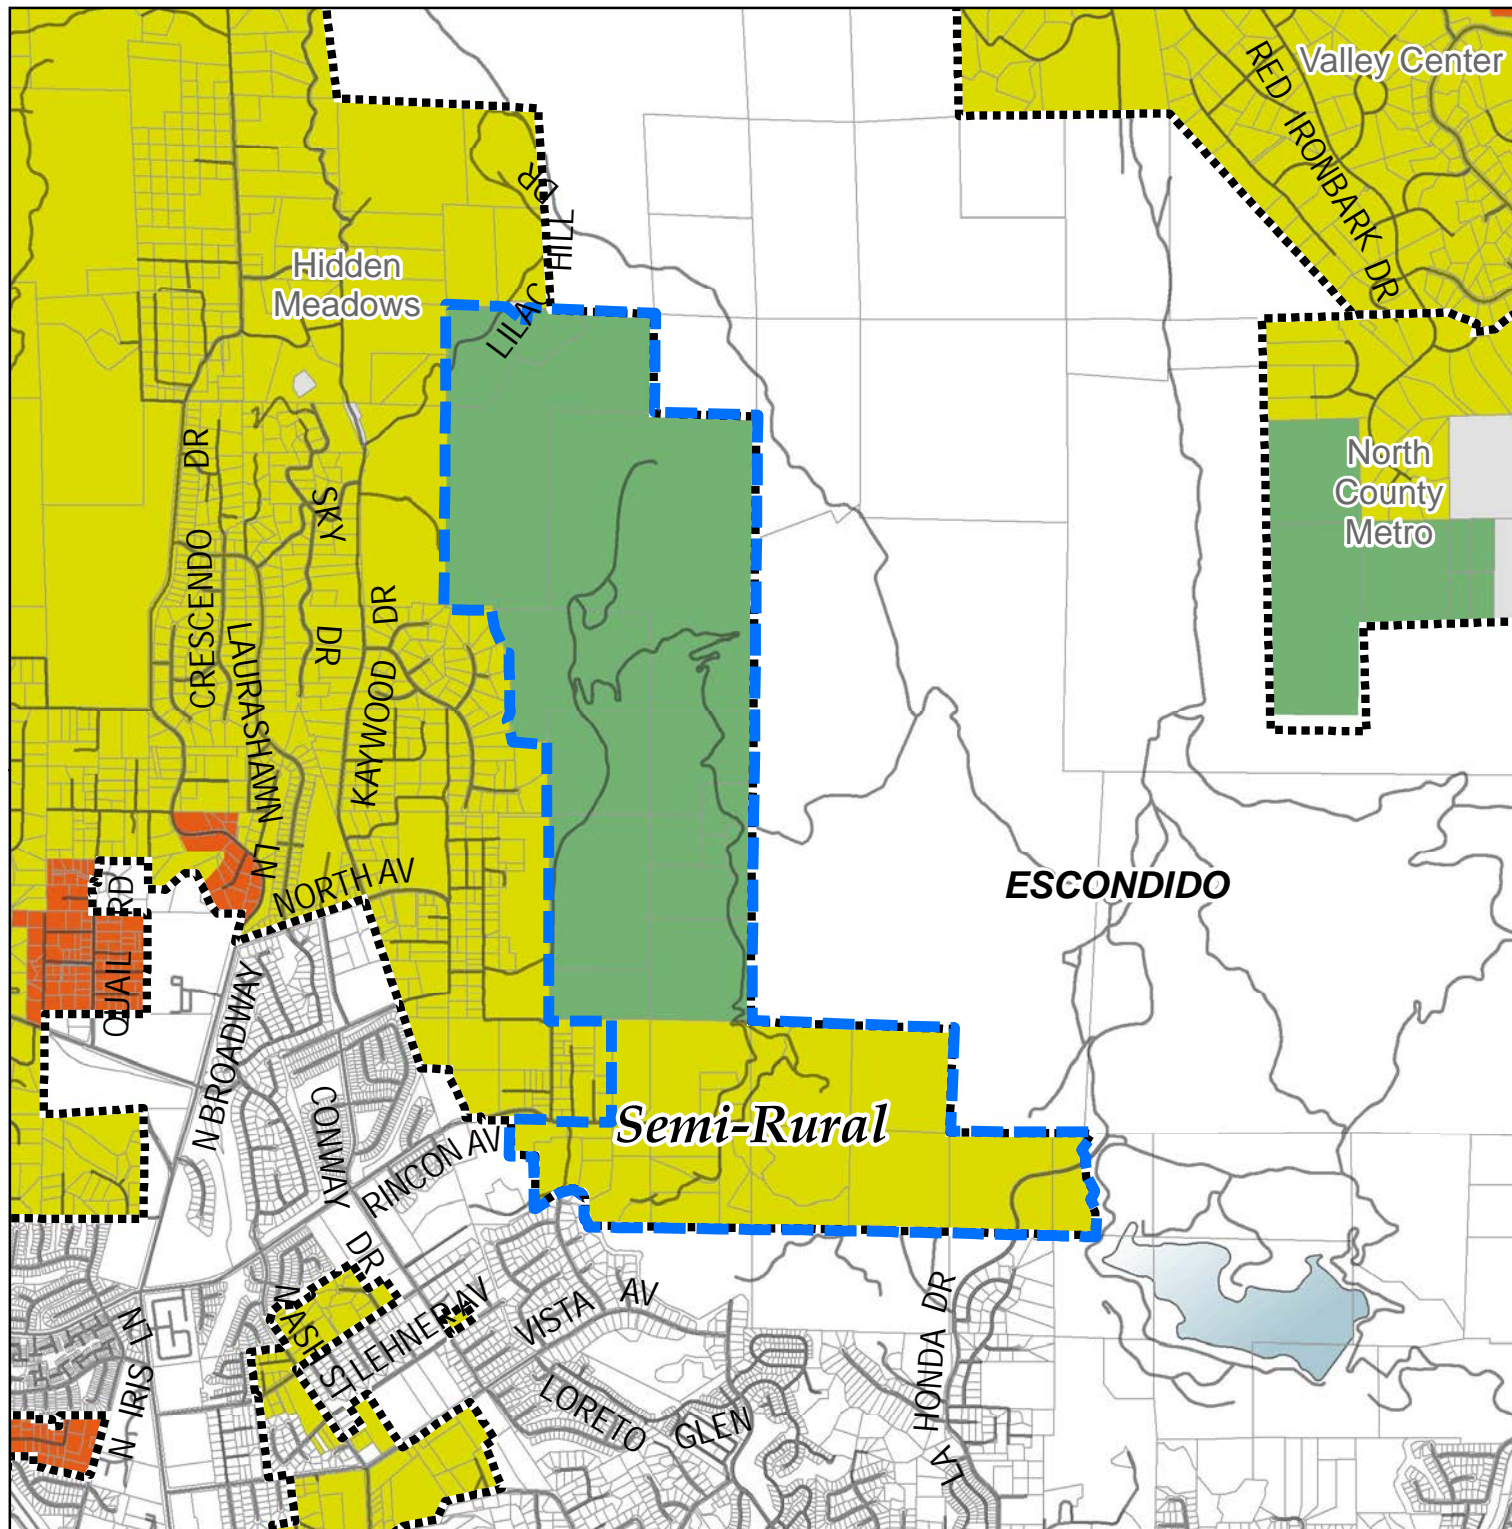 Valley Center
RED IRONBARK DR
Hidden
Meadows
LILAC HILL DR
North
County
Metro
CRESCENDO DR
SKY DR
LAURASHAWN LN
KAYWOOD DR
ESCONDIDO
NORTH AV
QUAIL RD
N BROADWAY
CONWAY DR
RINCON AV
Semi-Rural
N ASH ST
LEHNER AV
VISTA AV
N IRIS LN
LORETO GLEN
LA HONDA DR